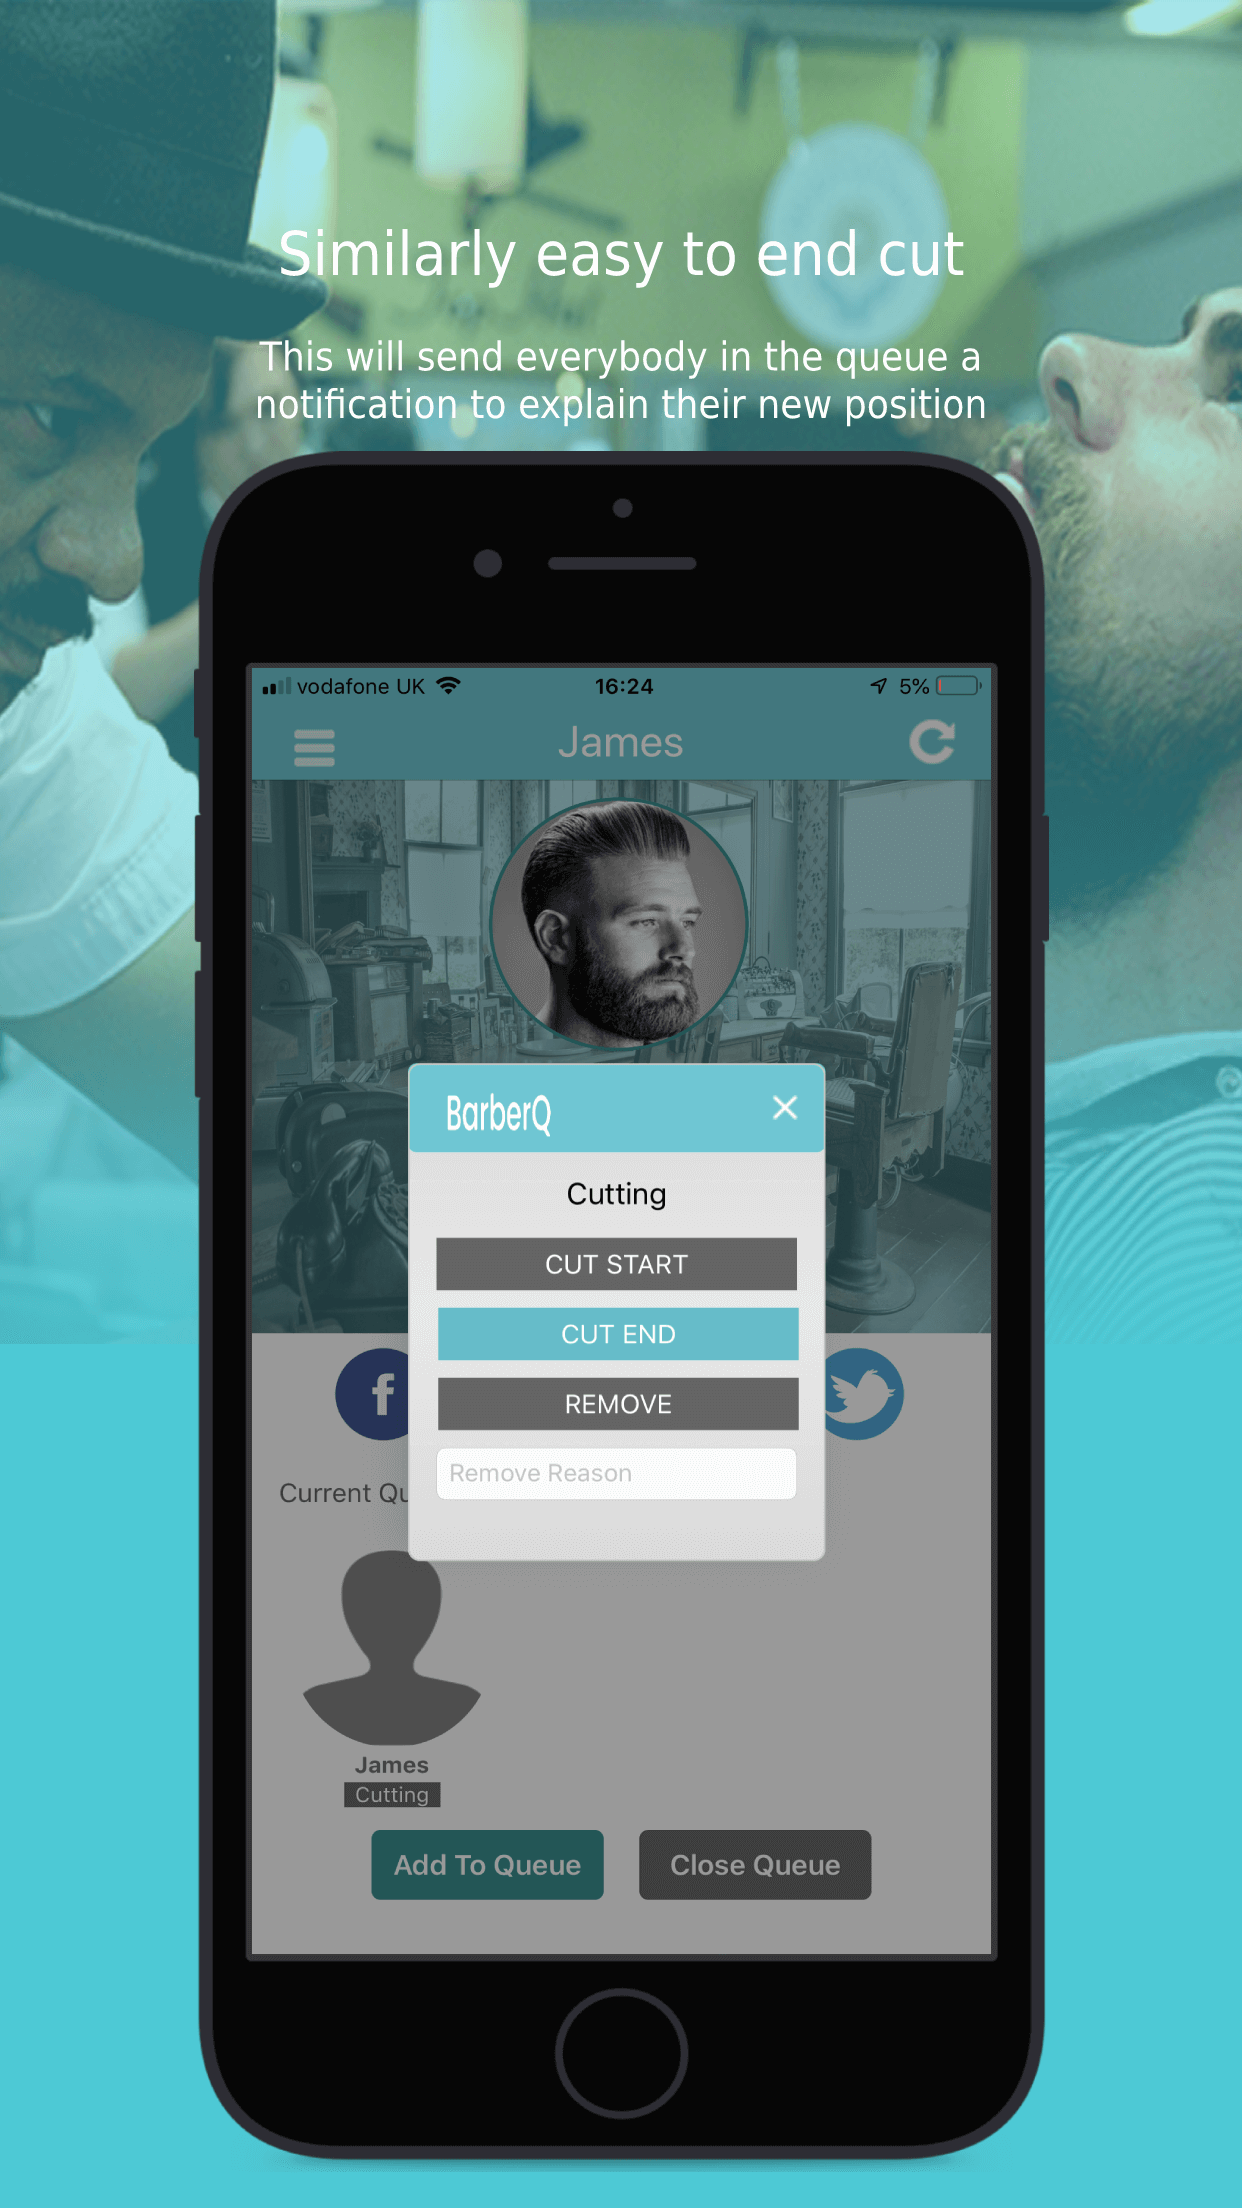 Similarly easy to end cut
This will send everybody in the queue a
notification to explain their new position
vodafone UK 16:24 5%
James
BarberQ
Cutting
CUT START
CUT END
REMOVE
Remove Reason
Current Qu
James
Cutting
Add To Queue Close Queue